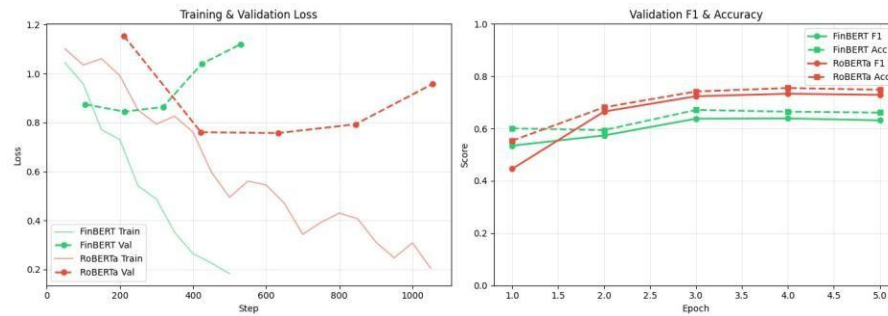 Training & Validation Loss
1.2
1.0
0.8
0.6
0.4
0.2
Loss
FinBERT Train
FinBERT Val
RoBERTa Train
RoBERTa Val
0
200
400
600
800
1000
Step
Validation F1 & Accuracy
1.0
0.8
0.6
0.4
0.2
0.0
Score
FinBERT F1
FinBERT Acc
RoBERTa F1
RoBERTa Acc
1.0
1.5
2.0
2.5
3.0
3.5
4.0
4.5
5.0
Epoch